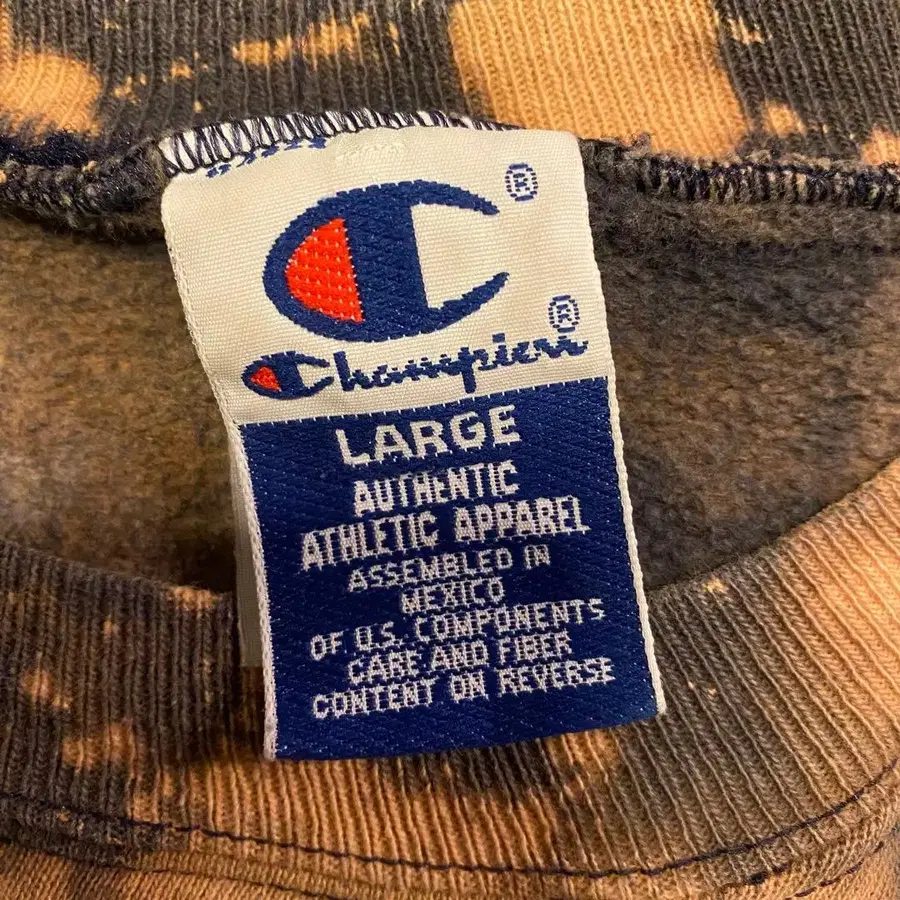 ®
Champion®
LARGE
AUTHENTIC
ATHLETIC APPAREL
ASSEMBLED IN
MEXICO
OF U.S. COMPONENTS
CARE AND FIBER
CONTENT ON REVERSE